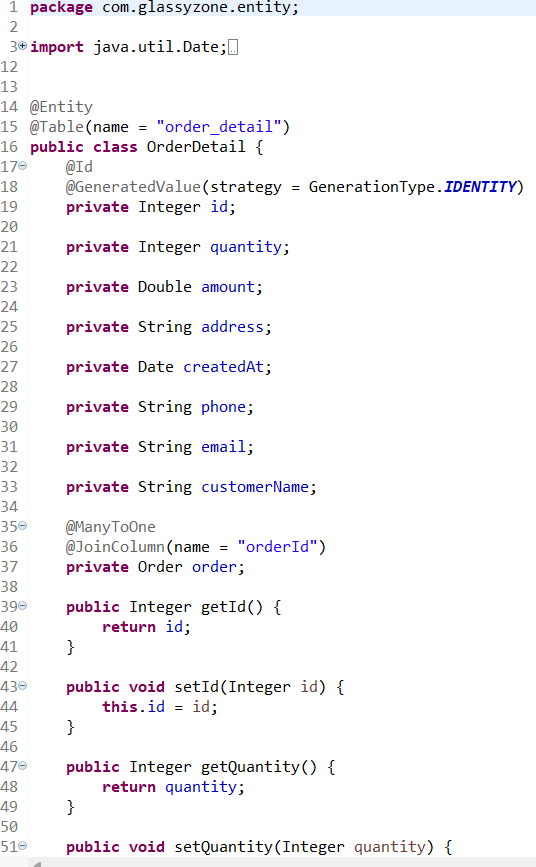 1 package com.glassyzone.entity;
2
3 import java.util.Date;
12
13
14 @Entity
15 @Table(name = "order_detail")
16 public class OrderDetail {
17     @Id
18     @GeneratedValue(strategy = GenerationType.IDENTITY)
19     private Integer id;
20
21     private Integer quantity;
22
23     private Double amount;
24
25     private String address;
26
27     private Date createdAt;
28
29     private String phone;
30
31     private String email;
32
33     private String customerName;
34
35     @ManyToOne
36     @JoinColumn(name = "orderId")
37     private Order order;
38
39     public Integer getId() {
40         return id;
41     }
42
43     public void setId(Integer id) {
44         this.id = id;
45     }
46
47     public Integer getQuantity() {
48         return quantity;
49     }
50
51     public void setQuantity(Integer quantity) {